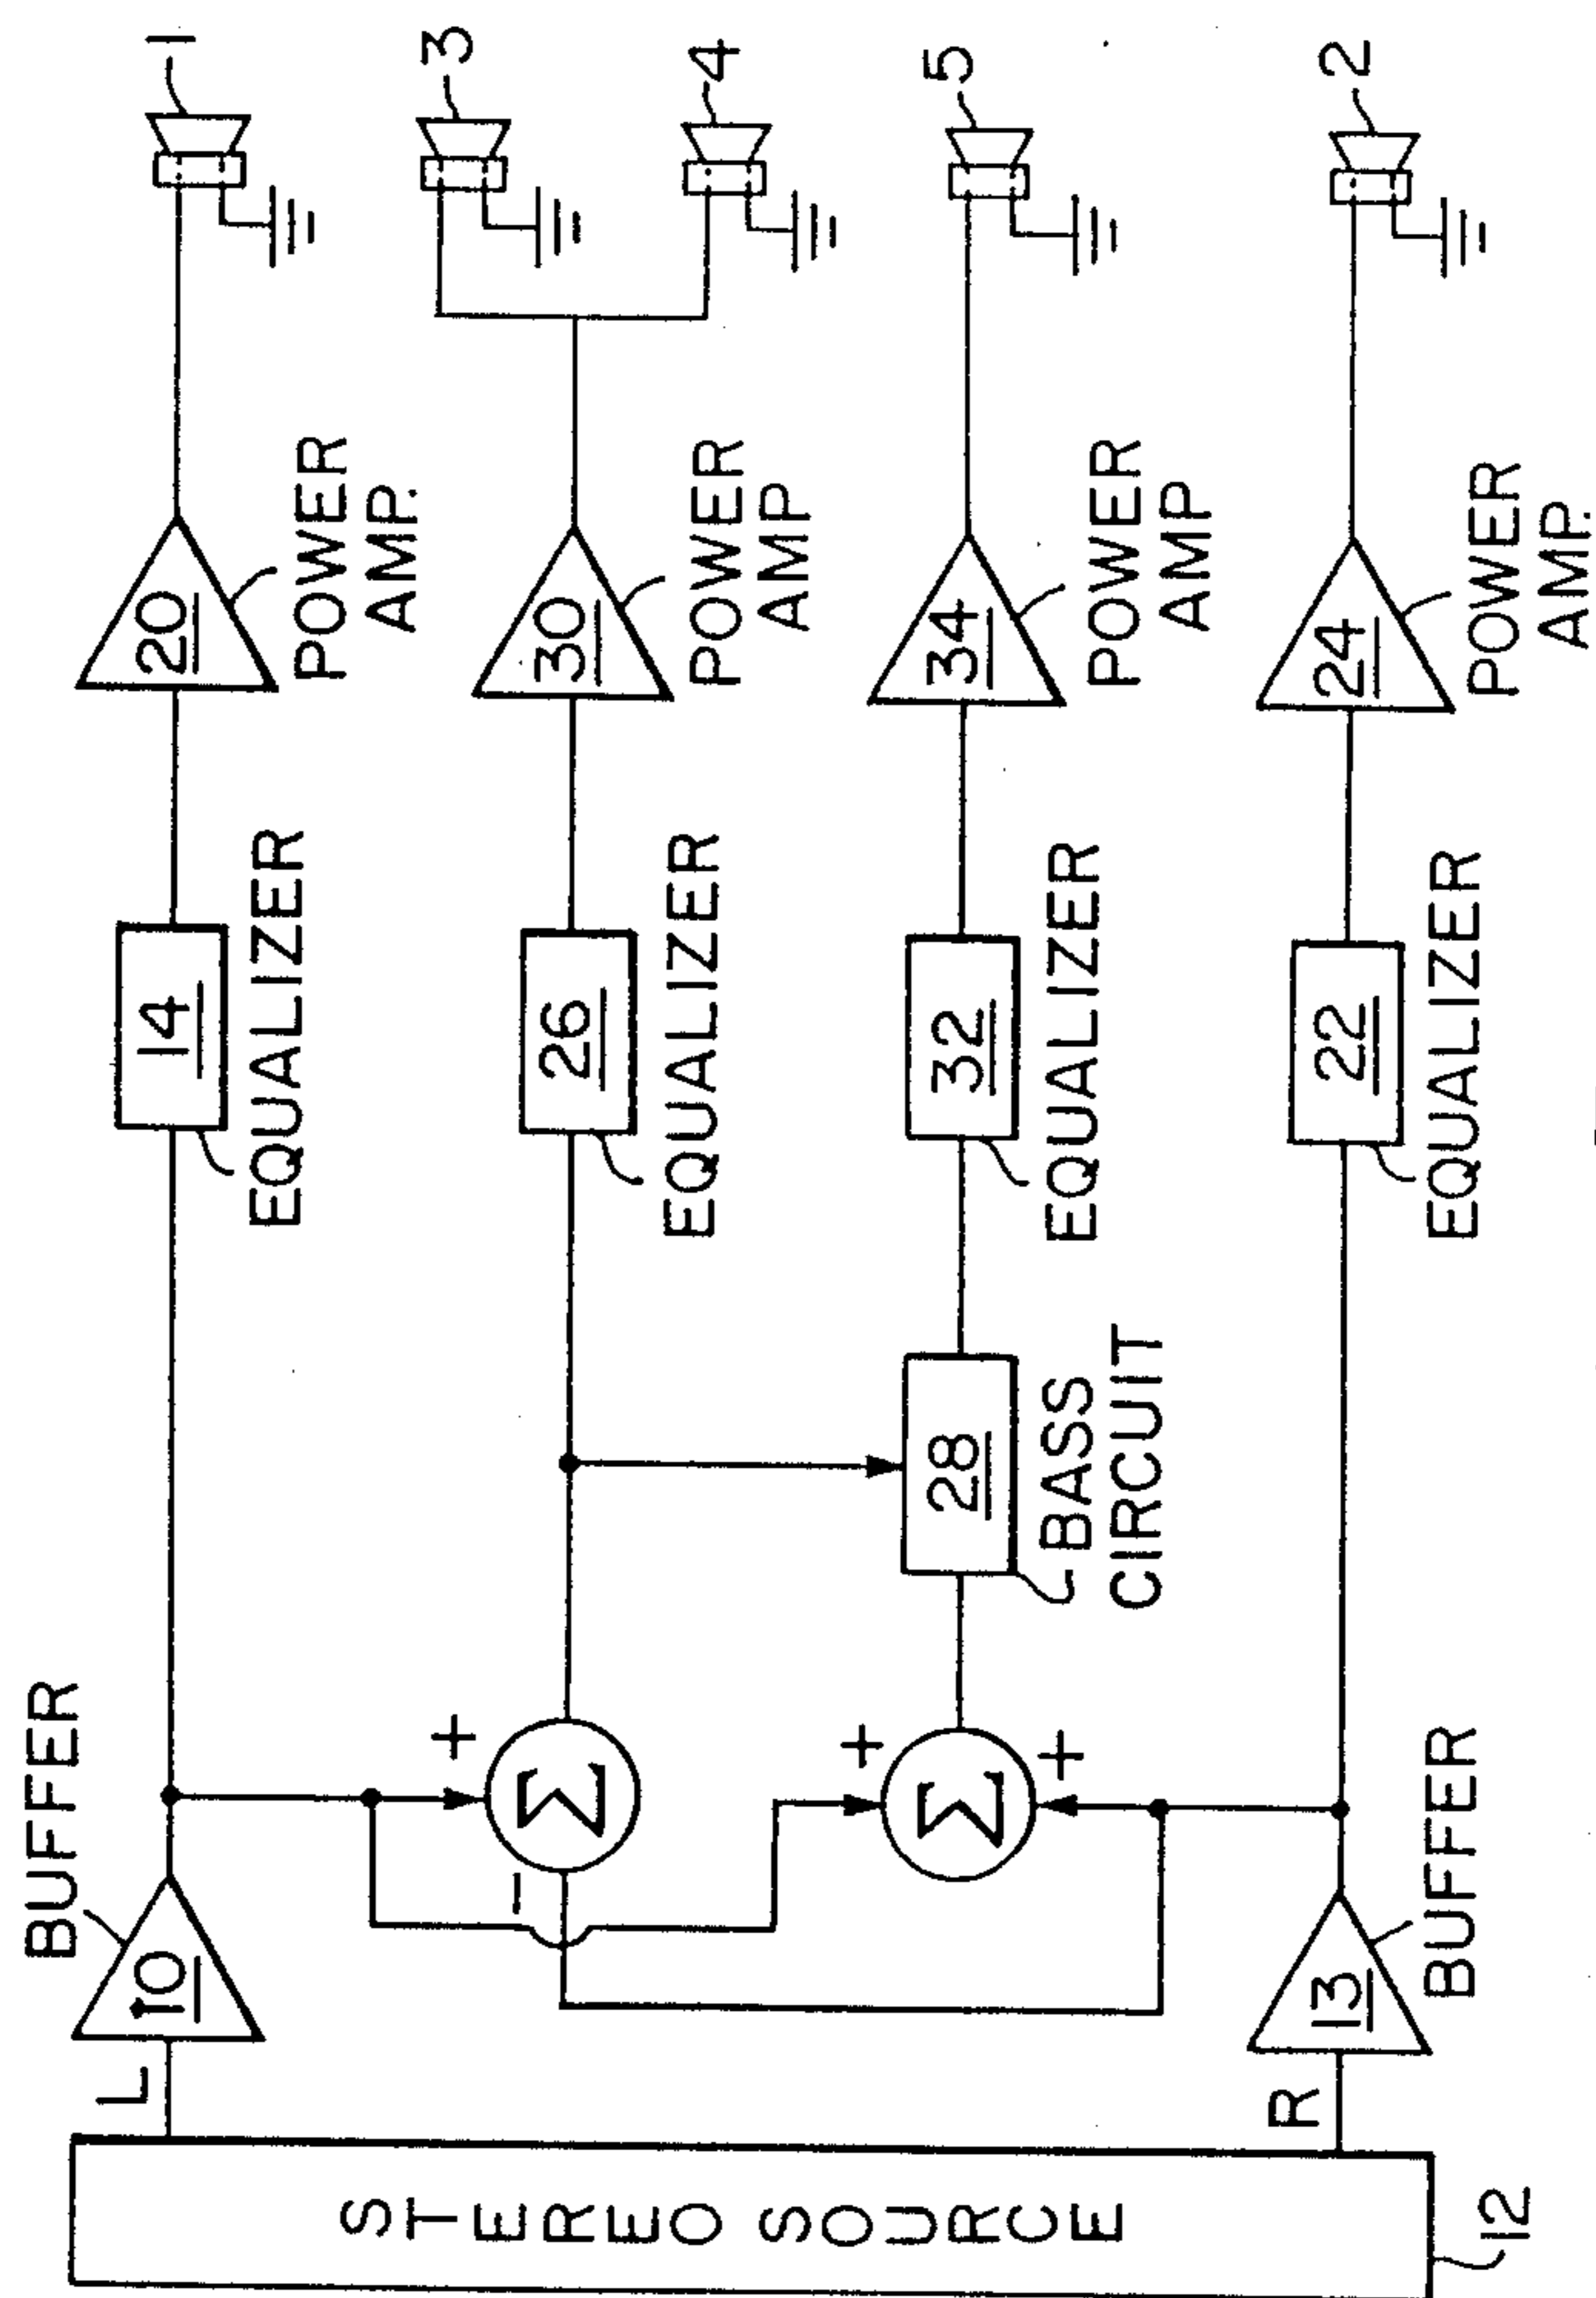 STEREO SOURCE
12
L
R
BUFFER
10
13
BUFFER
+
-
Σ
+
Σ
+
28
BASS
CIRCUIT
14
EQUALIZER
26
EQUALIZER
32
EQUALIZER
22
EQUALIZER
20
POWER
AMP.
30
POWER
AMP
34
POWER
AMP
24
POWER
AMP.
1
3
4
5
2